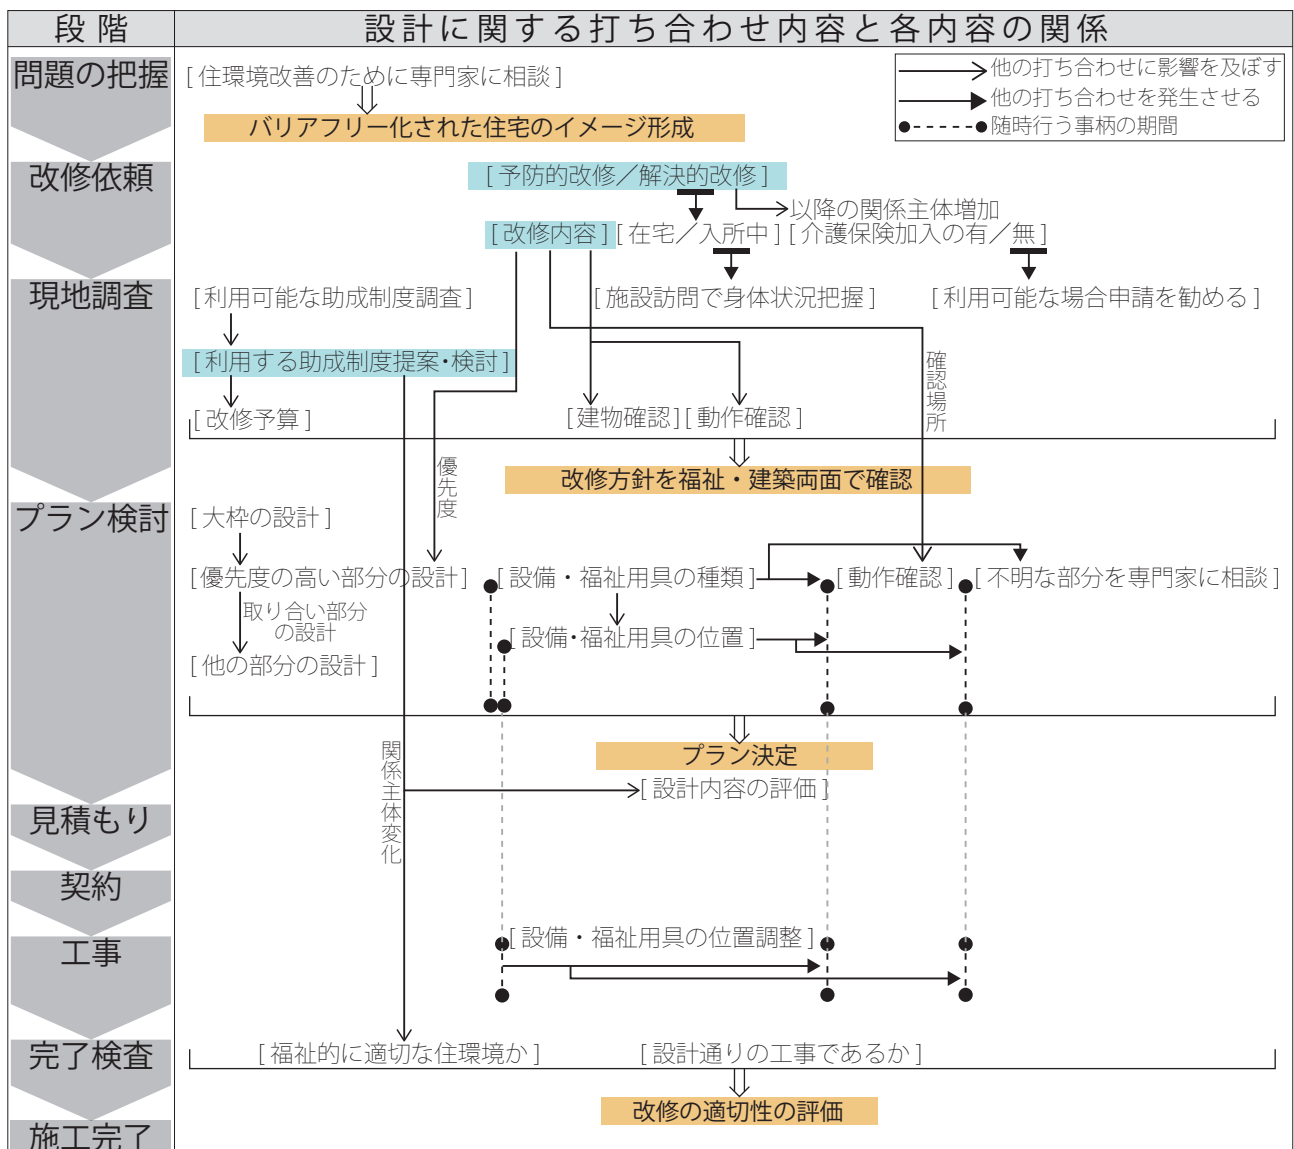 段階
設計に関する打ち合わせ内容と各内容の関係
問題の把握
[住環境改善のために専門家に相談]
他の打ち合わせに影響を及ぼす
他の打ち合わせを発生させる
随時行う事柄の期間
バリアフリー化された住宅のイメージ形成
改修依頼
[予防的改修／解決的改修]
以降の関係主体増加
[改修内容][在宅／入所中][介護保険加入の有／無]
現地調査
[利用可能な助成制度調査]
[施設訪問で身体状況把握]
[利用可能な場合申請を勧める]
[利用する助成制度提案・検討]
確認場所
[改修予算]
[建物確認][動作確認]
優先度
改修方針を福祉・建築両面で確認
プラン検討
[大枠の設計]
[優先度の高い部分の設計]
[設備・福祉用具の種類]
[動作確認]
[不明な部分を専門家に相談]
取り合い部分
の設計
[設備・福祉用具の位置]
[他の部分の設計]
プラン決定
関係主体変化
[設計内容の評価]
見積もり
契約
工事
[設備・福祉用具の位置調整]
完了検査
[福祉的に適切な住環境か]
[設計通りの工事であるか]
改修の適切性の評価
施工完了